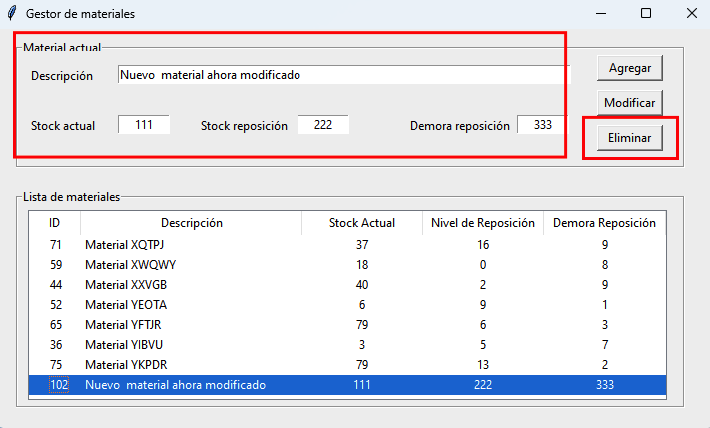 Gestor de materiales
Material actual
Descripción Nuevo  material ahora modificado Agregar
Modificar
Stock actual 111 Stock reposición 222 Demora reposición 333 Eliminar
Lista de materiales
ID Descripción Stock Actual Nivel de Reposición Demora Reposición
71 Material XQTPJ 37 16 9
59 Material XWQWY 18 0 8
44 Material XXVGB 40 2 9
52 Material YEOTA 6 9 1
65 Material YFTJR 79 6 3
36 Material YIBVU 3 5 7
75 Material YKPDR 79 13 2
102 Nuevo  material ahora modificado 111 222 333